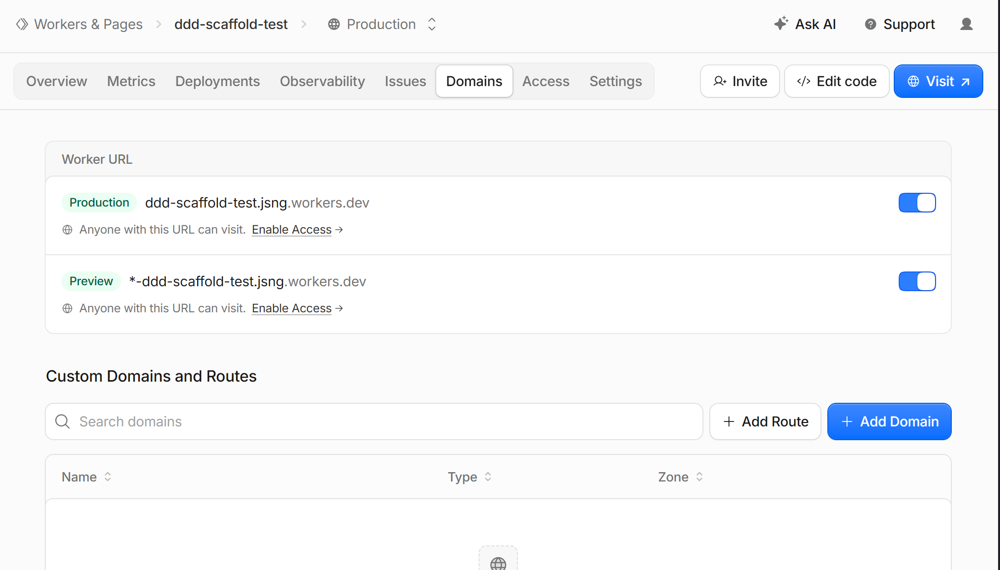 Workers & Pages > ddd-scaffold-test > Production
Ask AI
Support
Overview Metrics Deployments Observability Issues Domains Access Settings
Invite
</> Edit code
Visit ↗
Worker URL
Production ddd-scaffold-test.jsng.workers.dev
Anyone with this URL can visit. Enable Access →
Preview *-ddd-scaffold-test.jsng.workers.dev
Anyone with this URL can visit. Enable Access →
Custom Domains and Routes
Search domains
+ Add Route
+ Add Domain
Name Type Zone